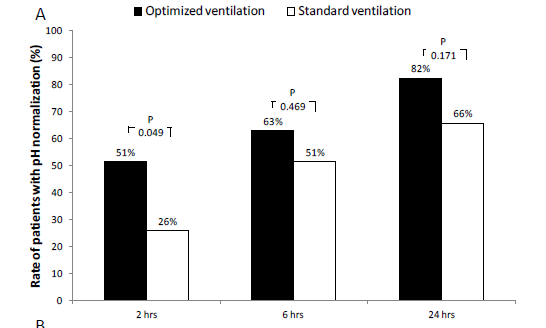 A
Optimized ventilation Standard ventilation
Rate of patients with pH normalization (%)
100
90
80
70
60
50
40
30
20
10
0
P
0.049
51%
26%
P
0.469
63%
51%
P
0.171
82%
66%
2 hrs 6 hrs 24 hrs
B